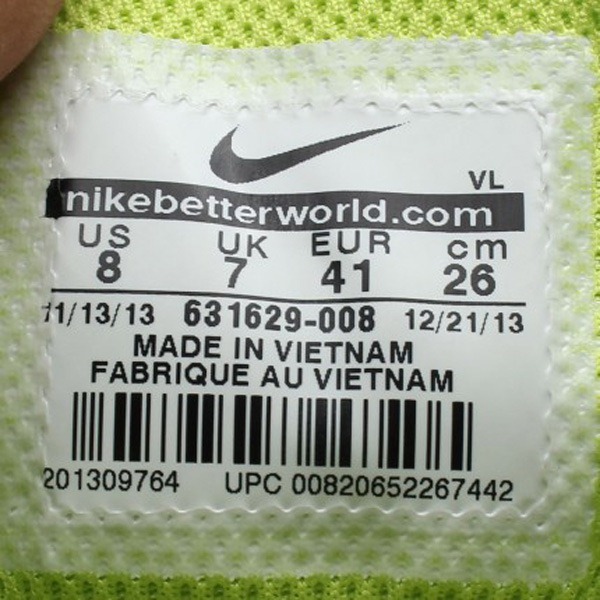 VL
nikebetterworld.com
US UK EUR cm
8 7 41 26
11/13/13 631629-008 12/21/13
MADE IN VIETNAM
FABRIQUE AU VIETNAM
201309764 UPC 00820652267442